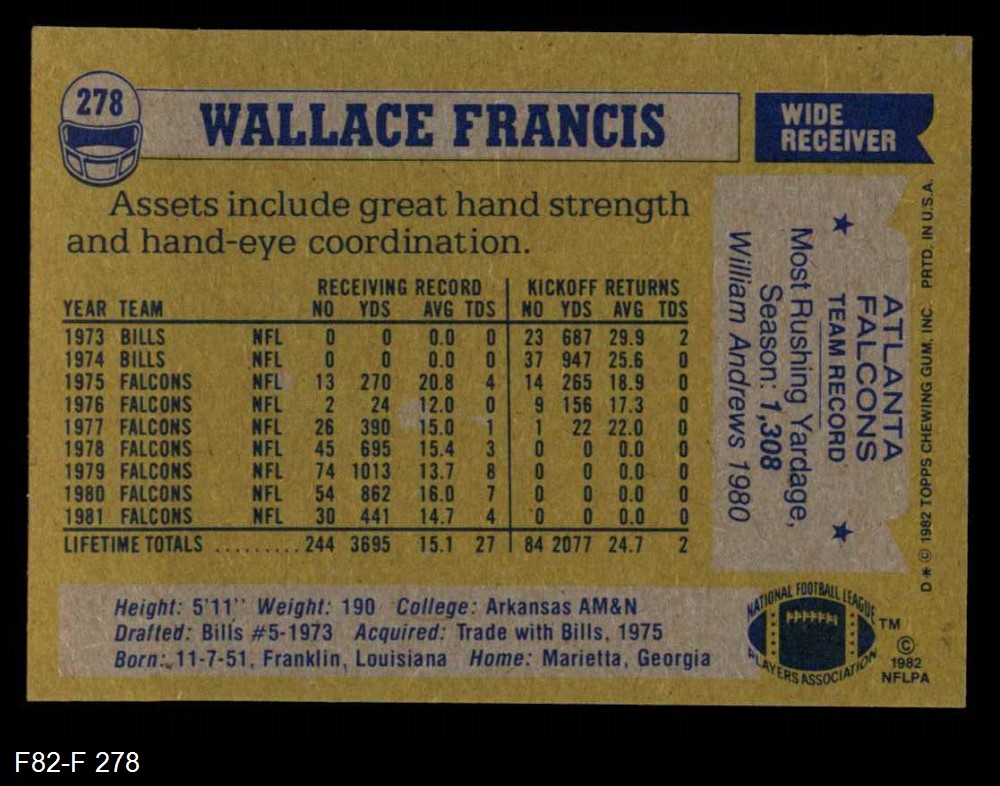 278
WALLACE FRANCIS
WIDE
RECEIVER
Assets include great hand strength
and hand-eye coordination.
RECEIVING RECORD KICKOFF RETURNS
YEAR TEAM NO YDS AVG TDS NO YDS AVG TDS
1973 BILLS NFL 0 0 0.0 0 23 687 29.9 2
1974 BILLS NFL 0 0 0.0 0 37 947 25.6 0
1975 FALCONS NFL 13 270 20.8 4 14 265 18.9 0
1976 FALCONS NFL 2 24 12.0 0 9 156 17.3 0
1977 FALCONS NFL 26 390 15.0 1 1 22 22.0 0
1978 FALCONS NFL 45 695 15.4 3 0 0 0.0 0
1979 FALCONS NFL 74 1013 13.7 8 0 0 0.0 0
1980 FALCONS NFL 54 862 16.0 7 0 0 0.0 0
1981 FALCONS NFL 30 441 14.7 4 0 0 0.0 0
LIFETIME TOTALS ......... 244 3695 15.1 27 84 2077 24.7 2
ATLANTA
FALCONS
★ TEAM RECORD ★
Most Rushing Yardage,
Season: 1,308
William Andrews 1980
D✶ © 1982 TOPPS CHEWING GUM, INC. PRTD. IN U.S.A.
Height: 5'11" Weight: 190 College: Arkansas AM&N
Drafted: Bills #5-1973 Acquired: Trade with Bills, 1975
Born: 11-7-51, Franklin, Louisiana Home: Marietta, Georgia
NATIONAL FOOTBALL LEAGUE
PLAYERS ASSOCIATION
TM
©
1982
NFLPA
F82-F 278